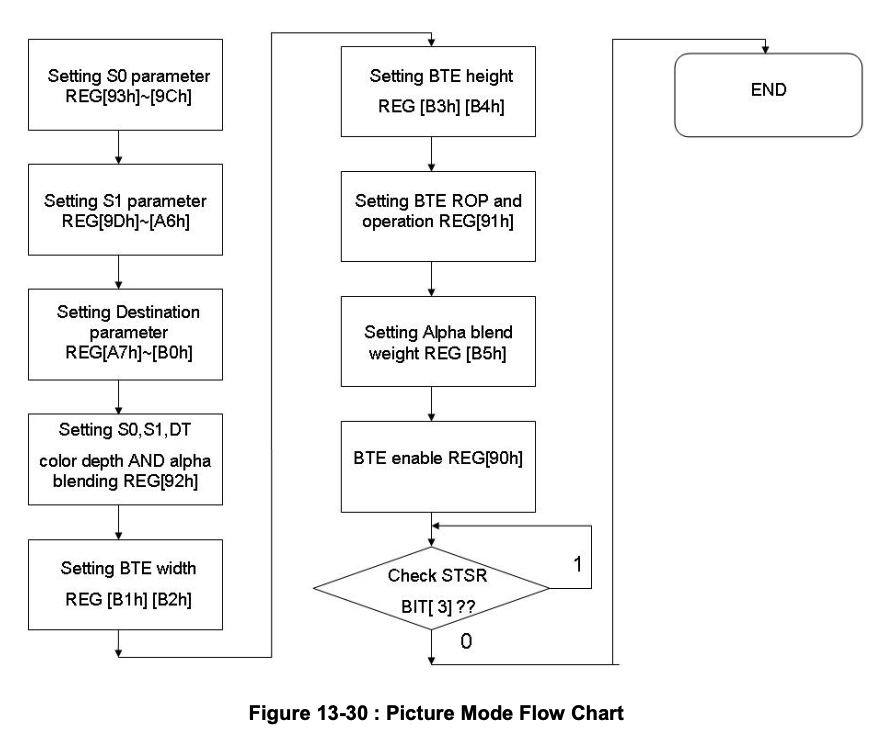 Setting S0 parameter
REG[93h]~[9Ch]
Setting S1 parameter
REG[9Dh]~[A6h]
Setting Destination
parameter
REG[A7h]~[B0h]
Setting S0,S1,DT
color depth AND alpha
blending REG[92h]
Setting BTE width
REG [B1h] [B2h]
Setting BTE height
REG [B3h] [B4h]
Setting BTE ROP and
operation REG[91h]
Setting Alpha blend
weight REG [B5h]
BTE enable REG[90h]
Check STSR
BIT[ 3] ??
1
0
END
Figure 13-30 : Picture Mode Flow Chart